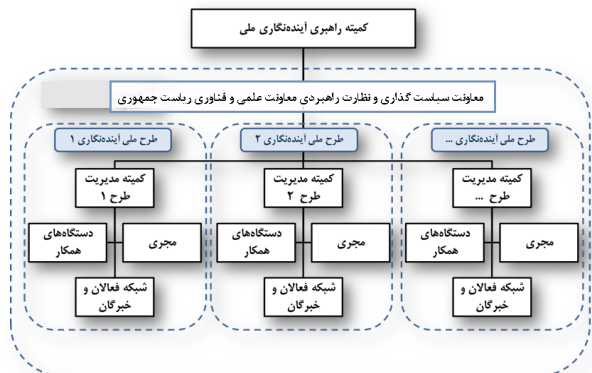 کمیته راهبری آینده‌نگاری ملی
معاونت سیاست گذاری و نظارت راهبردی معاونت علمی و فناوری ریاست جمهوری
طرح ملی آینده‌نگاری ۱
طرح ملی آینده‌نگاری ۲
طرح ملی آینده‌نگاری ...
کمیته مدیریت
طرح ۱
کمیته مدیریت
طرح ۲
کمیته مدیریت
طرح ...
دستگاه‌های
همکار
مجری
دستگاه‌های
همکار
مجری
دستگاه‌های
همکار
مجری
شبکه فعالان و
خبرگان
شبکه فعالان و
خبرگان
شبکه فعالان و
خبرگان